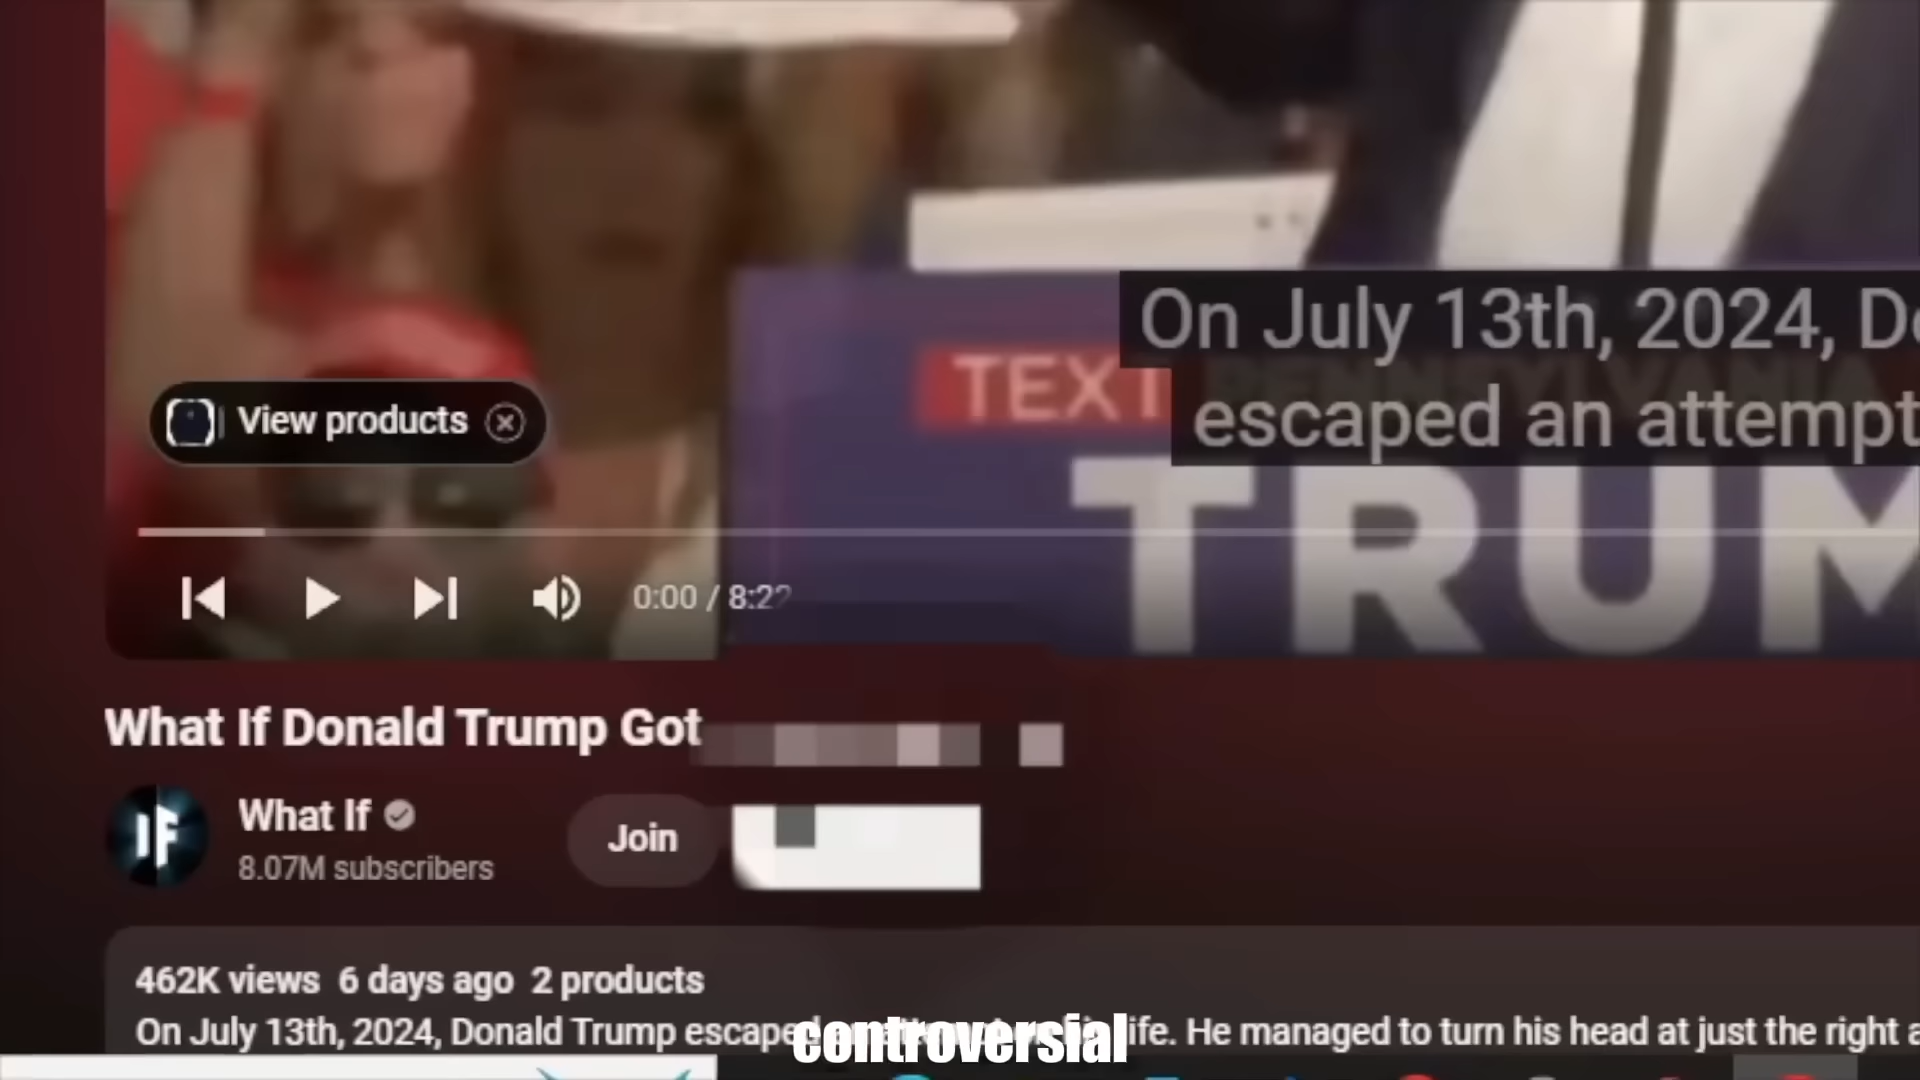 On July 13th, 2024, D
TEXT
escaped an attempt
TRUM
View products
0:00 / 8:22
What If Donald Trump Got
IF
What If
8.07M subscribers
Join
462K views 6 days ago 2 products
On July 13th, 2024, Donald Trump escaped life. He managed to turn his head at just the right a
controversial